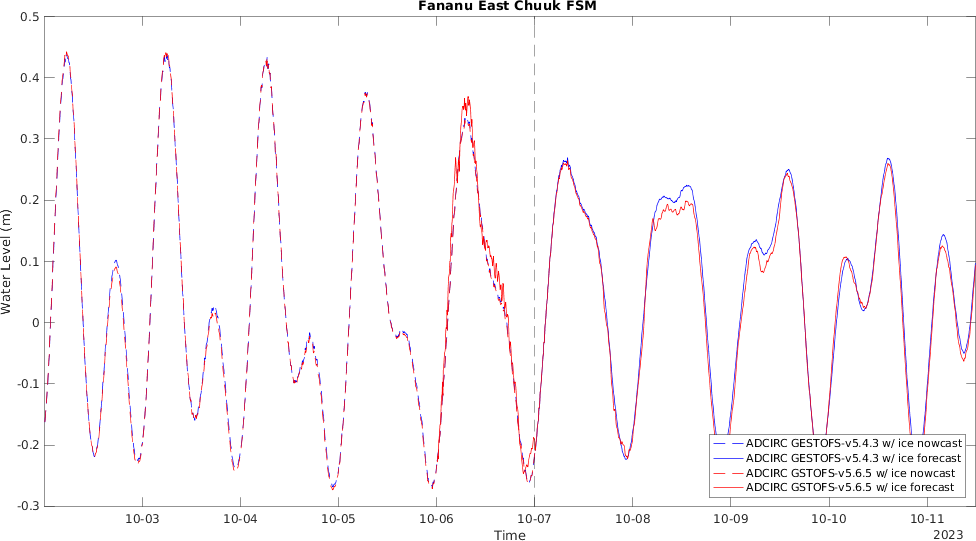 Fananu East Chuuk FSM
0.5
0.4
0.3
0.2
0.1
0
-0.1
-0.2
-0.3
Water Level (m)
ADCIRC GESTOFS-v5.4.3 w/ ice nowcast
ADCIRC GESTOFS-v5.4.3 w/ ice forecast
ADCIRC GSTOFS-v5.6.5 w/ ice nowcast
ADCIRC GSTOFS-v5.6.5 w/ ice forecast
10-03 10-04 10-05 10-06 10-07 10-08 10-09 10-10 10-11
Time 2023